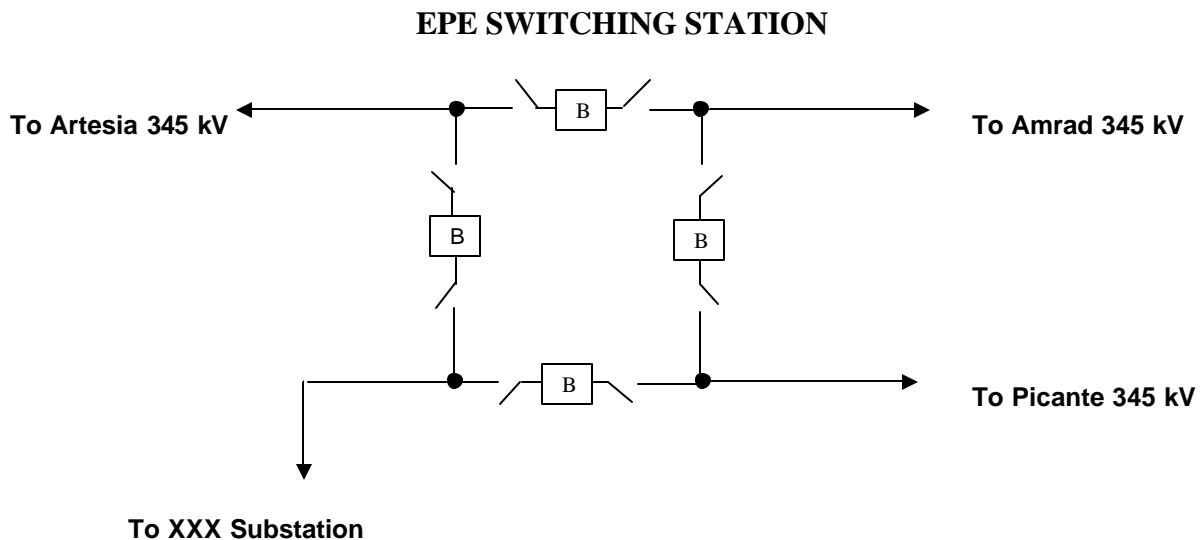 EPE SWITCHING STATION
B
To Artesia 345 kV
To Amrad 345 kV
B
B
B
To Picante 345 kV
To XXX Substation